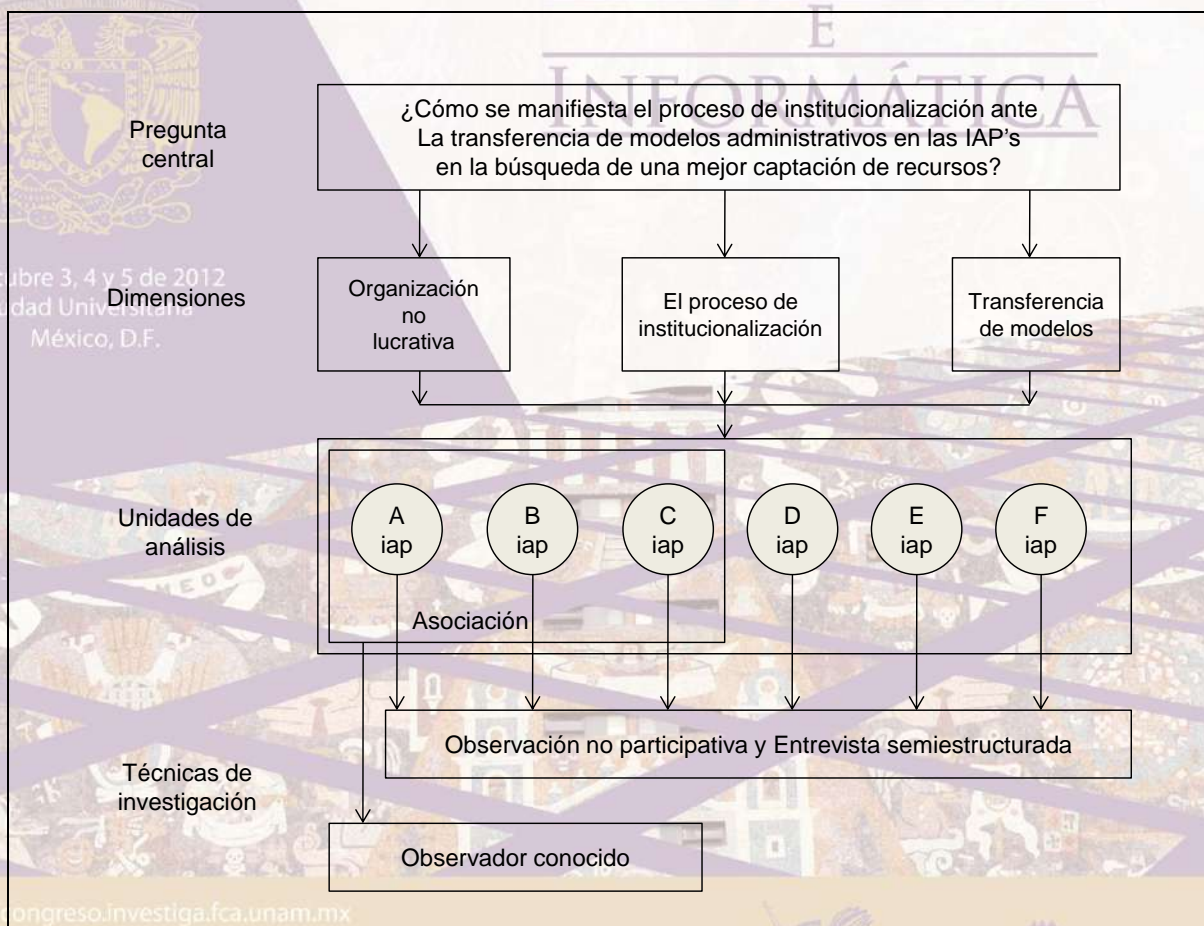 E
INFORMÁTICA
POR MI
Pregunta
central
¿Cómo se manifiesta el proceso de institucionalización ante
La transferencia de modelos administrativos en las IAP's
en la búsqueda de una mejor captación de recursos?
ubre 3, 4 y 5 de 2012
dad Universitaria
México, D.F.
Dimensiones
Organización
no
lucrativa
El proceso de
institucionalización
Transferencia
de modelos
Unidades de
análisis
A
iap
B
iap
C
iap
D
iap
E
iap
F
iap
Asociación
Observación no participativa y Entrevista semiestructurada
Técnicas de
investigación
Observador conocido
congreso.investiga.fca.unam.mx